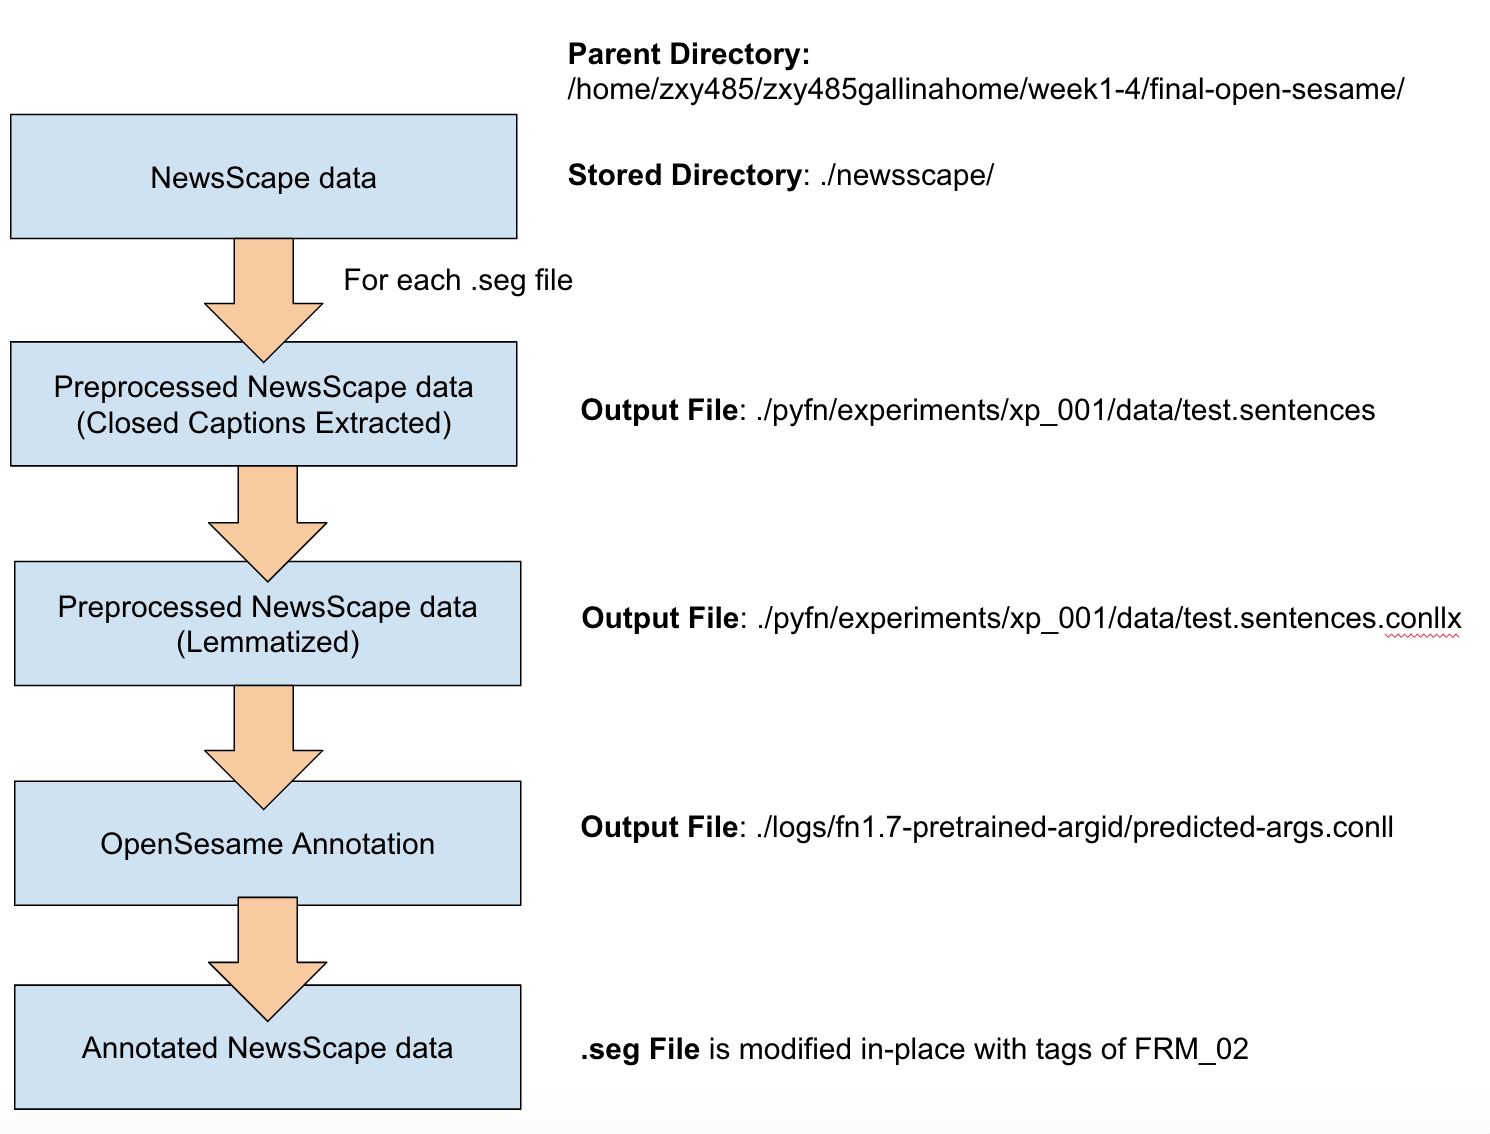 Parent Directory:
/home/zxy485/zxy485gallinahome/week1-4/final-open-sesame/
NewsScape data
Stored Directory: ./newsscape/
For each .seg file
Preprocessed NewsScape data
(Closed Captions Extracted)
Output File: ./pyfn/experiments/xp_001/data/test.sentences
Preprocessed NewsScape data
(Lemmatized)
Output File: ./pyfn/experiments/xp_001/data/test.sentences.conllx
OpenSesame Annotation
Output File: ./logs/fn1.7-pretrained-argid/predicted-args.conll
Annotated NewsScape data
.seg File is modified in-place with tags of FRM_02